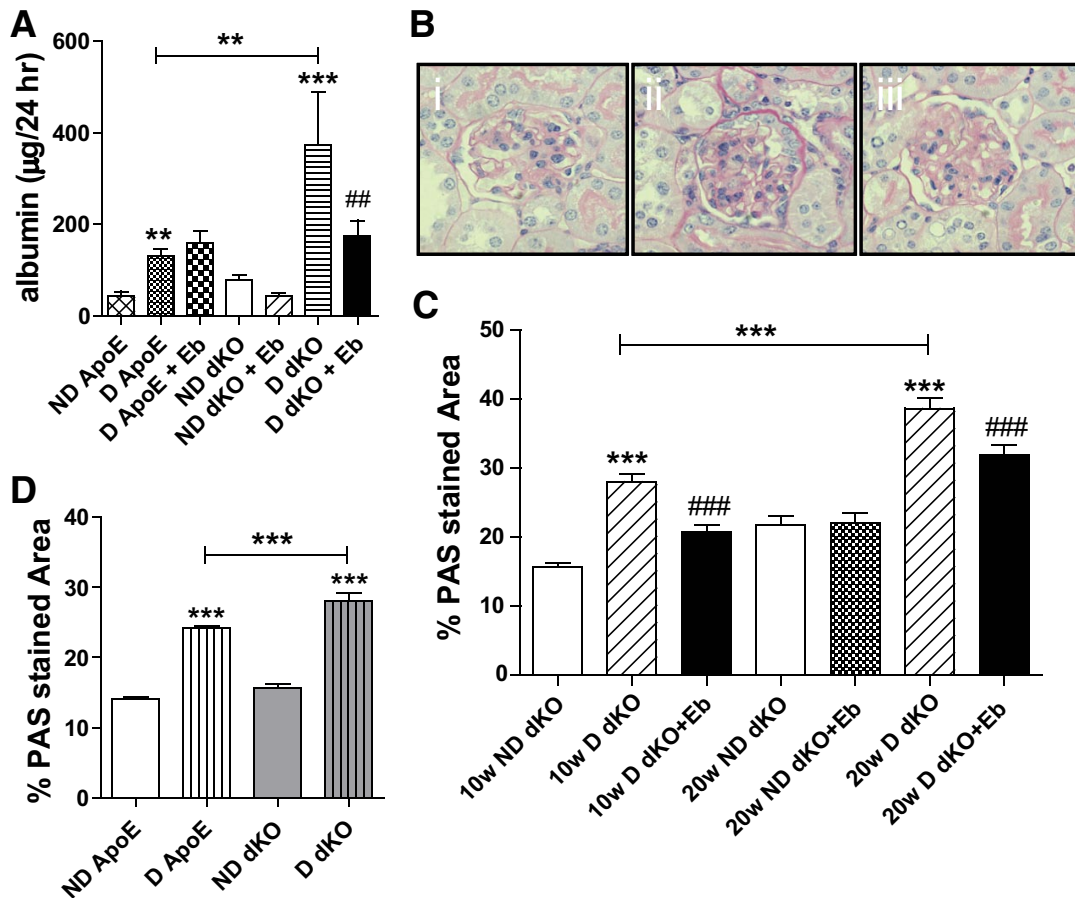 A
albumin (µg/24 hr)
600
400
200
0
**
**
***
##
ND ApoE
D ApoE
D ApoE + Eb
ND dKO
ND dKO + Eb
D dKO
D dKO + Eb
B
i
ii
iii
C
% PAS stained Area
50
40
30
20
10
0
***
***
###
***
###
10w ND dKO
10w D dKO
10w D dKO+Eb
20w ND dKO
20w ND dKO+Eb
20w D dKO
20w D dKO+Eb
D
% PAS stained Area
40
30
20
10
0
***
***
***
ND ApoE
D ApoE
ND dKO
D dKO